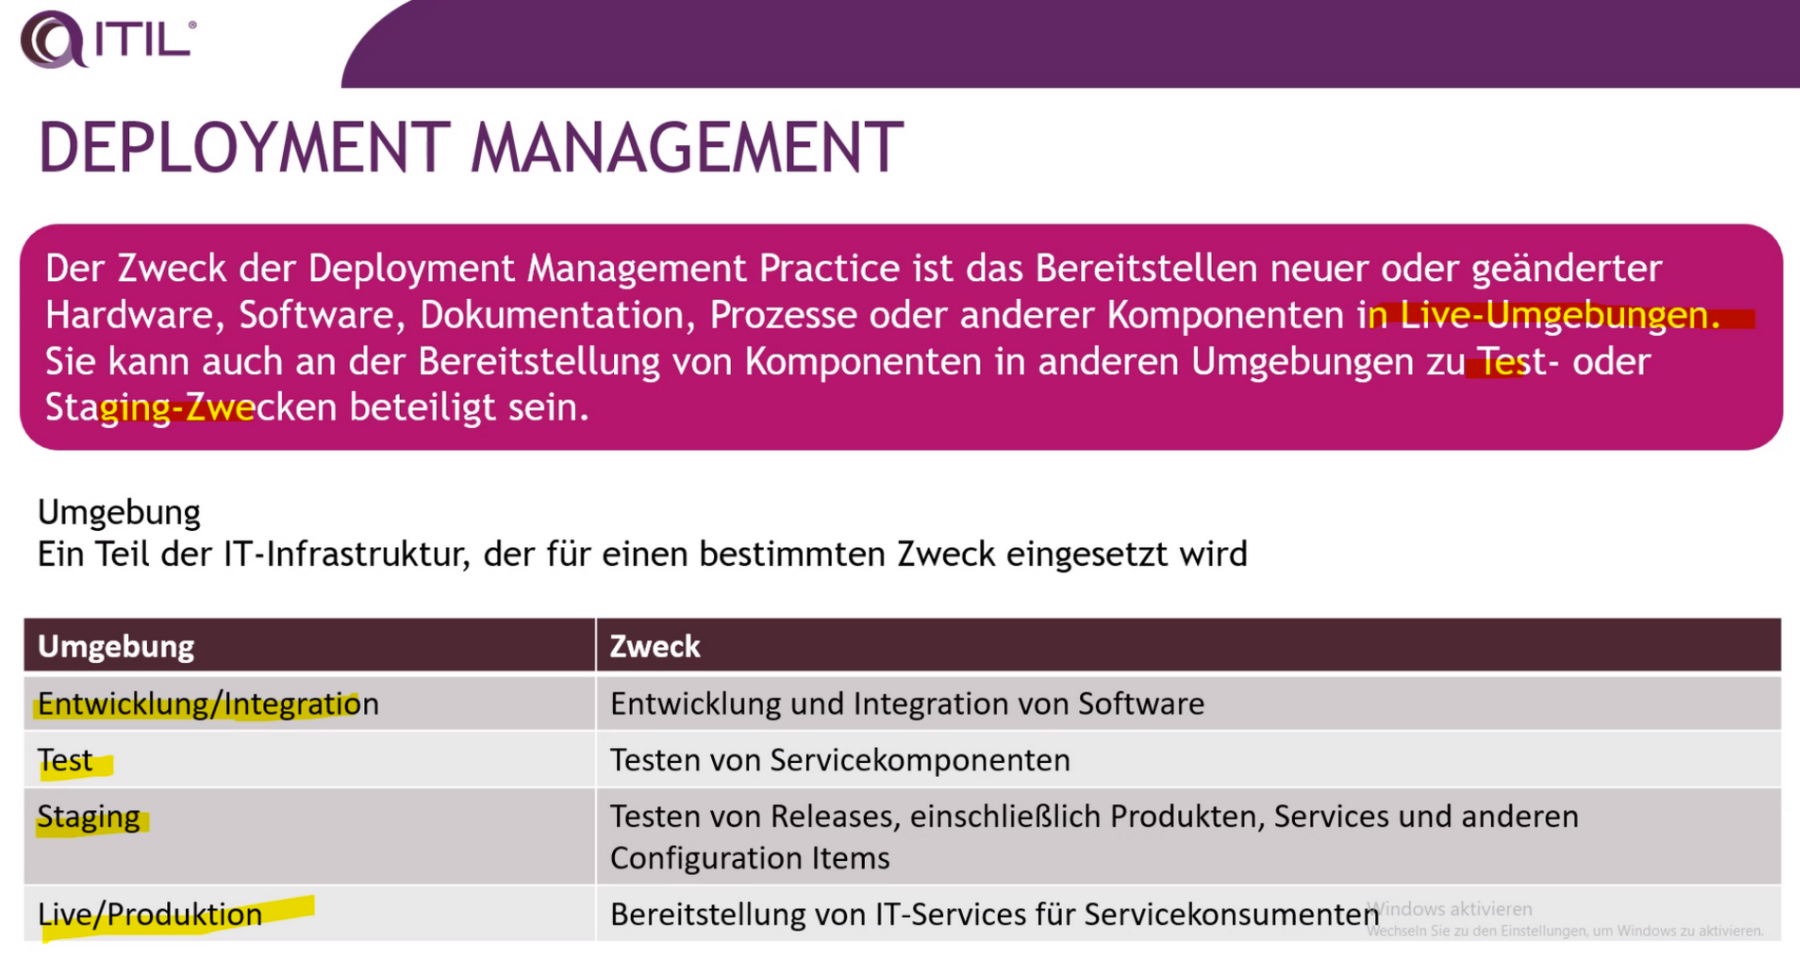 ITIL®
DEPLOYMENT MANAGEMENT
Der Zweck der Deployment Management Practice ist das Bereitstellen neuer oder geänderter
Hardware, Software, Dokumentation, Prozesse oder anderer Komponenten in Live-Umgebungen.
Sie kann auch an der Bereitstellung von Komponenten in anderen Umgebungen zu Test- oder
Staging-Zwecken beteiligt sein.
Umgebung
Ein Teil der IT-Infrastruktur, der für einen bestimmten Zweck eingesetzt wird
Umgebung Zweck
Entwicklung/Integration Entwicklung und Integration von Software
Test Testen von Servicekomponenten
Staging Testen von Releases, einschließlich Produkten, Services und anderen
Configuration Items
Live/Produktion Bereitstellung von IT-Services für Servicekonsumenten
Windows aktivieren
Wechseln Sie zu den Einstellungen, um Windows zu aktivieren.